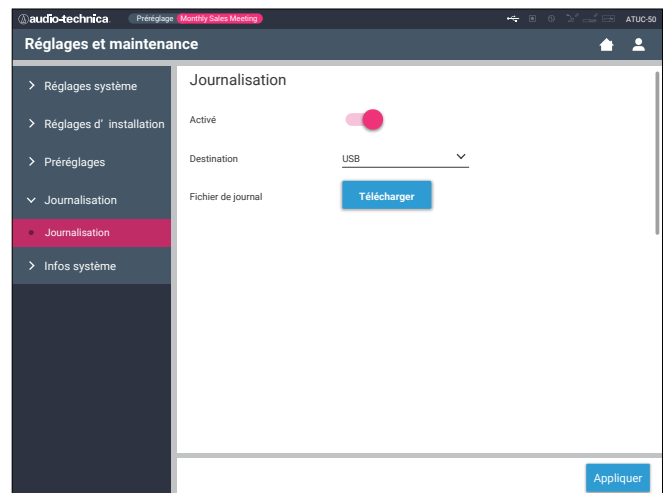 audio-technica Préréglage Monthly Sales Meeting ATUC-50
Réglages et maintenance
Réglages système
Réglages d' installation
Préréglages
Journalisation
Journalisation
Infos système
Journalisation
Activé
Destination USB
Fichier de journal Télécharger
Appliquer